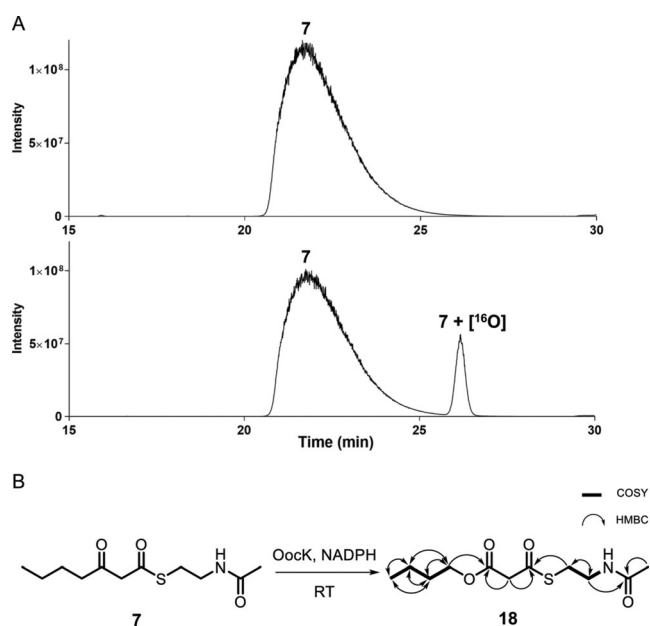 A
7
1×10⁸
5×10⁷
0
Intensity
15
20
25
30
7
7 + [¹⁶O]
1×10⁸
5×10⁷
0
Intensity
15
20
25
30
Time (min)
B
COSY
HMBC
O
O
S
H
N
O
7
OocK, NADPH
RT
O
O
O
S
H
N
O
18